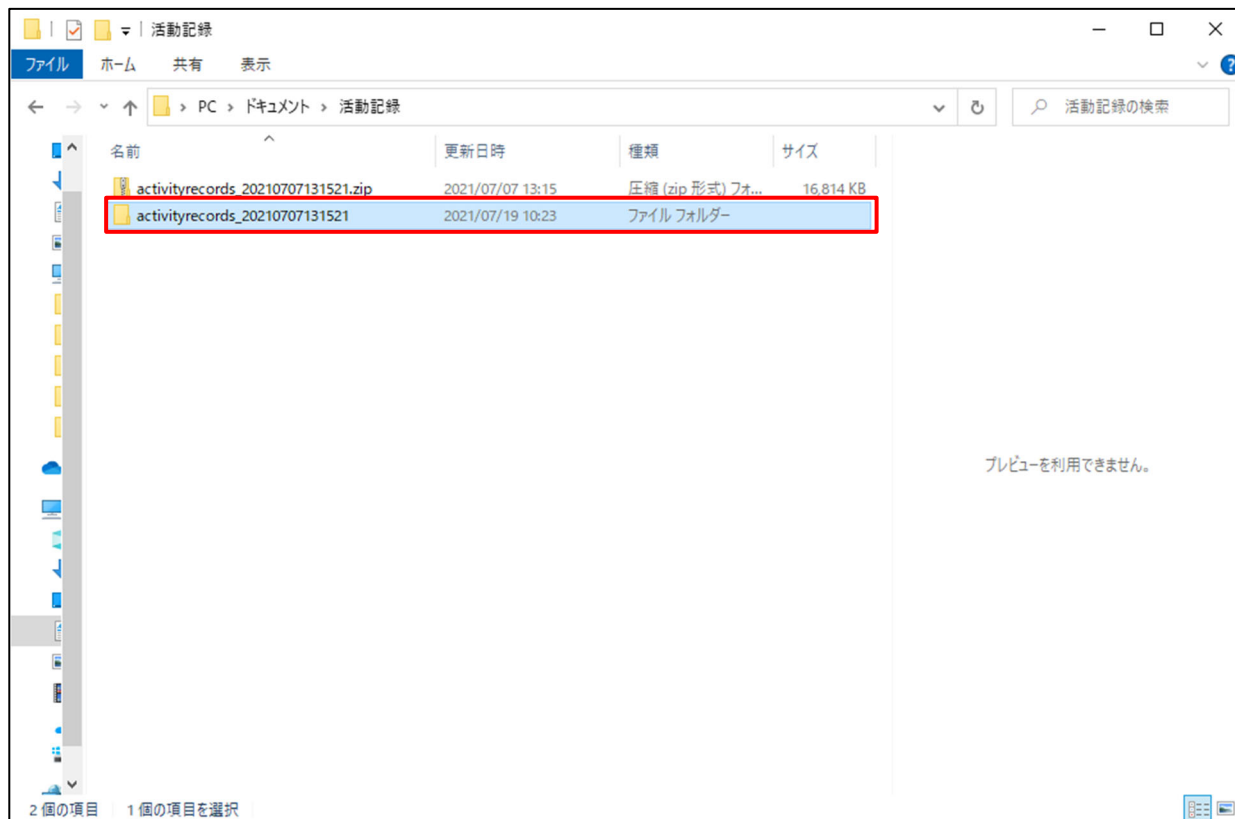 活動記録
ファイル ホーム 共有 表示
PC › ドキュメント › 活動記録
活動記録の検索
名前 更新日時 種類 サイズ
activityrecords_20210707131521.zip 2021/07/07 13:15 圧縮 (zip 形式) フォ... 16,814 KB
activityrecords_20210707131521 2021/07/19 10:23 ファイル フォルダー
プレビューを利用できません。
2 個の項目 1 個の項目を選択